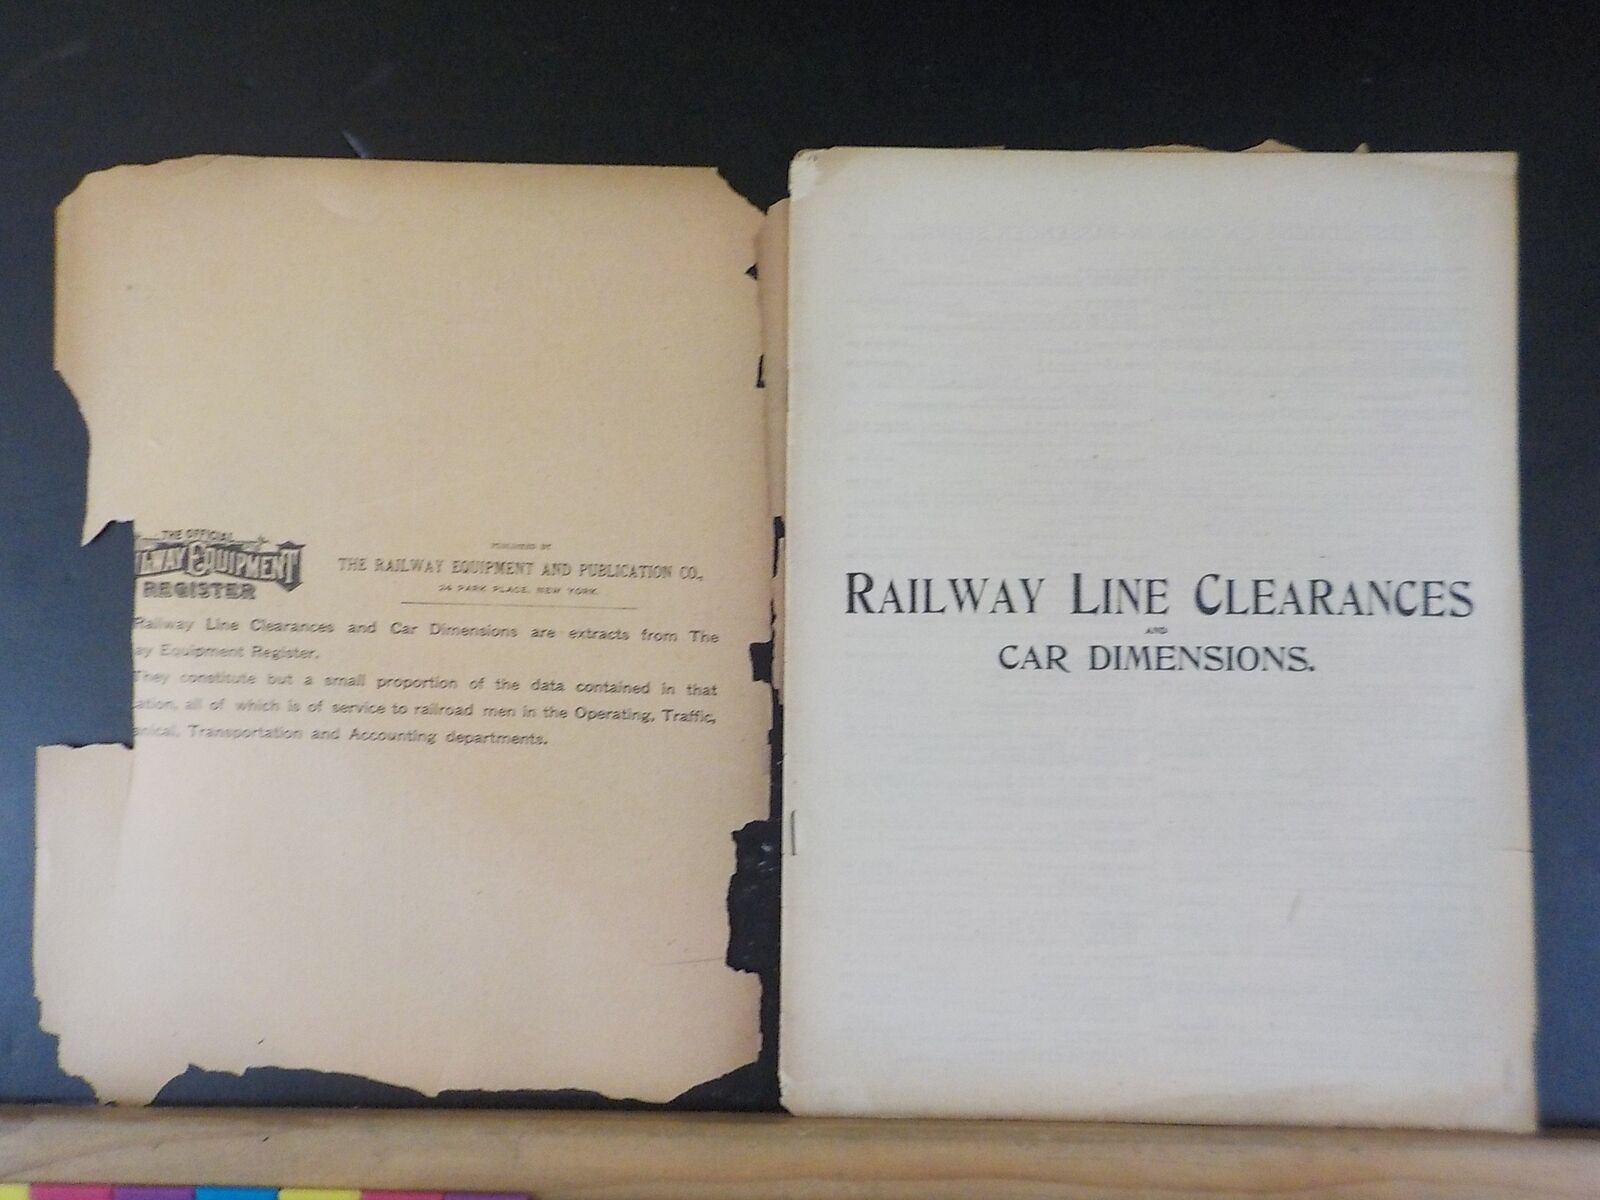 THE OFFICIAL
LWAY EQUIPMENT
REGISTER
PUBLISHED BY
THE RAILWAY EQUIPMENT AND PUBLICATION CO.,
24 PARK PLACE, NEW YORK.
Railway Line Clearances and Car Dimensions are extracts from The
ay Equipment Register.
They constitute but a small proportion of the data contained in that
ation, all of which is of service to railroad men in the Operating, Traffic,
anical, Transportation and Accounting departments.
RAILWAY LINE CLEARANCES
AND
CAR DIMENSIONS.